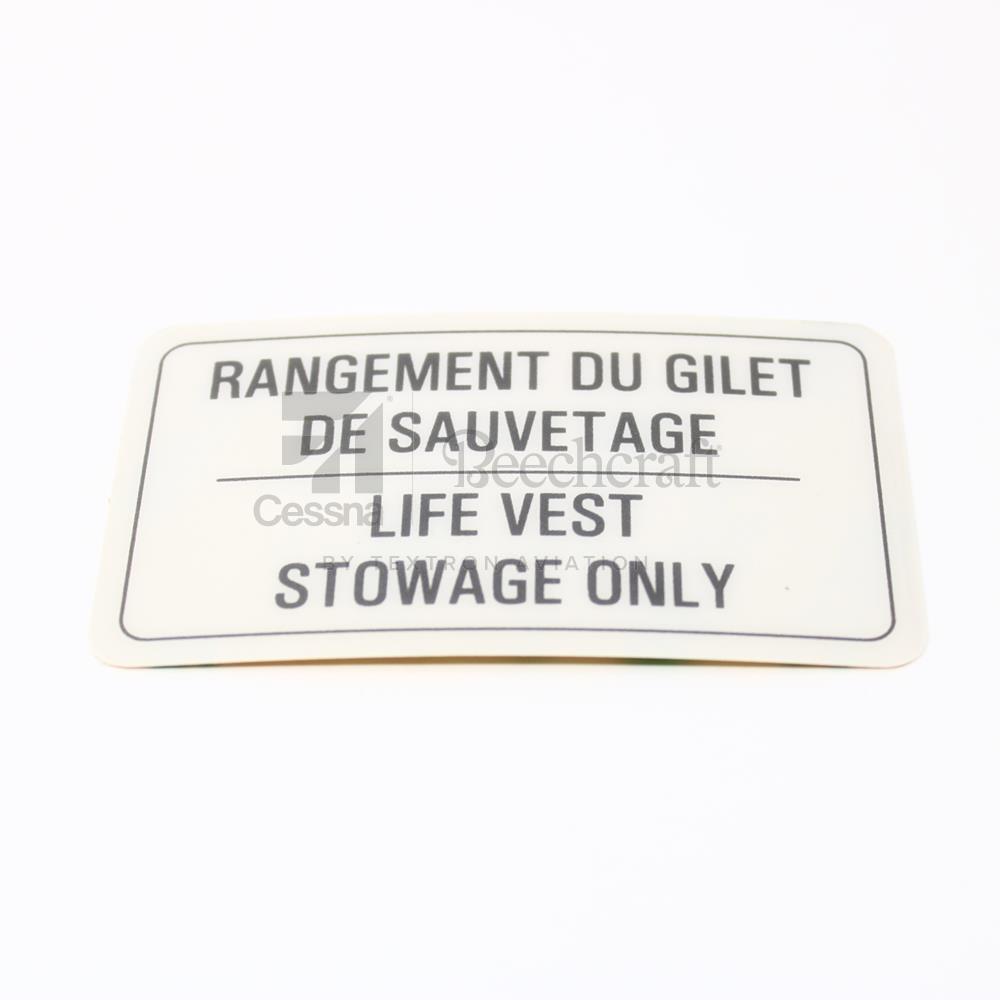 RANGEMENT DU GILET
DE SAUVETAGE
Cessna® Beechcraft®
LIFE VEST
BY TEXTRON AVIATION
STOWAGE ONLY